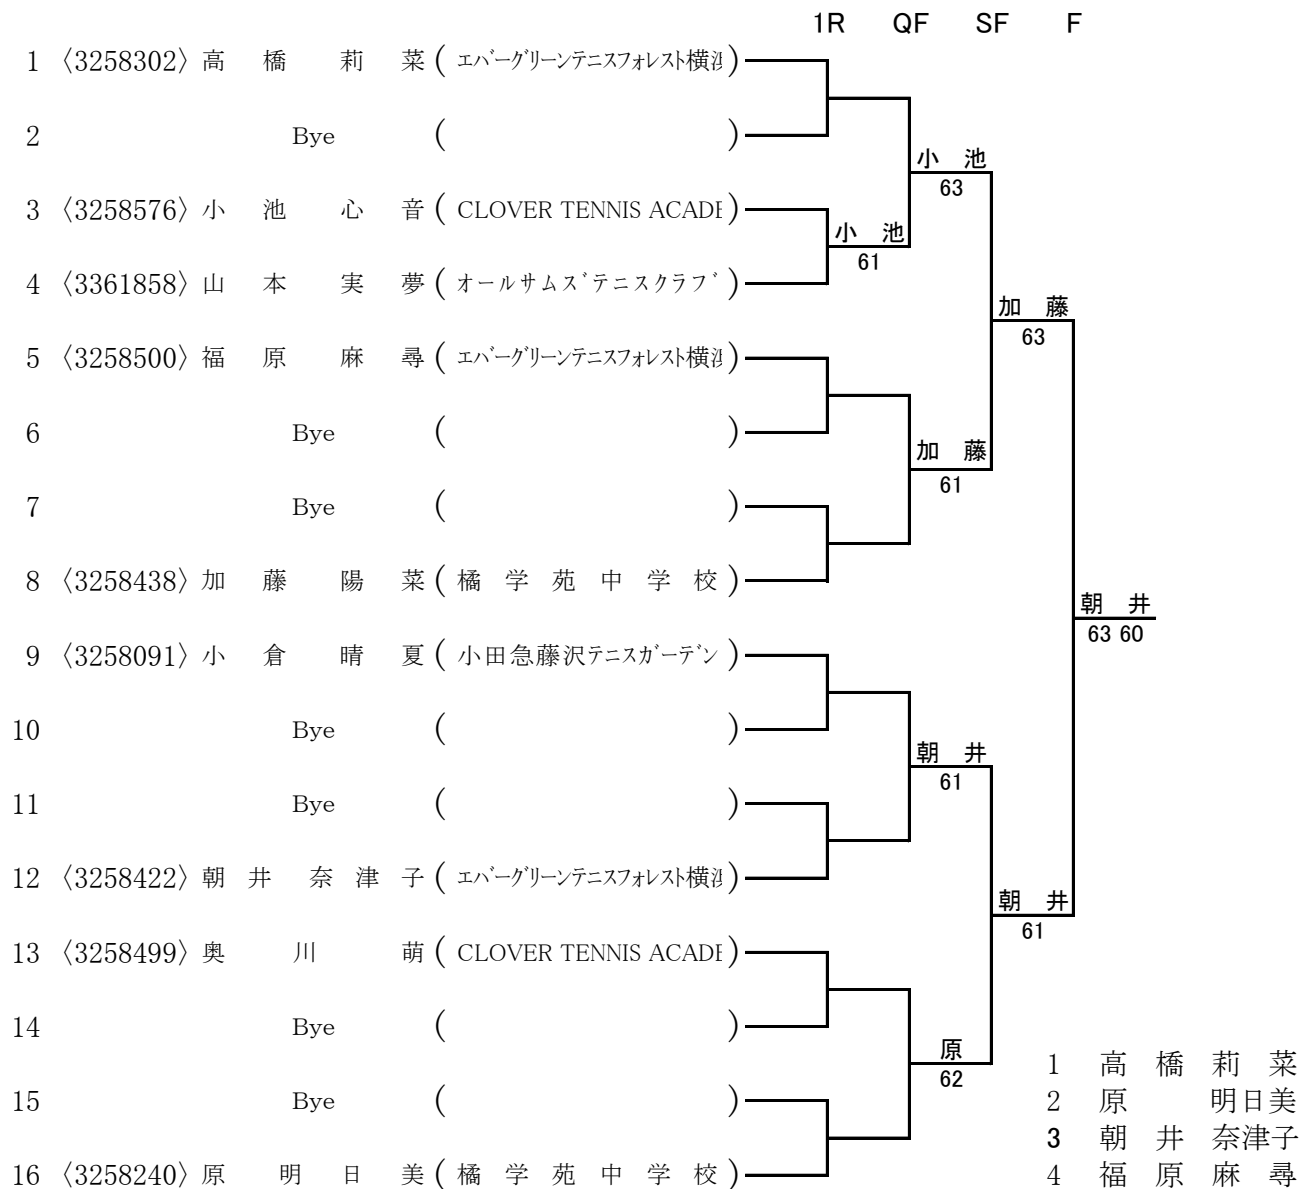 1R QF SF F
1 〈3258302〉 高橋莉菜 ( エバーグリーンテニスフォレスト横浜 )
2 Bye ( )
小池
63
3 〈3258576〉 小池心音 ( CLOVER TENNIS ACADE )
小池
61
4 〈3361858〉 山本実夢 ( オールサムズテニスクラブ )
加藤
63
5 〈3258500〉 福原麻尋 ( エバーグリーンテニスフォレスト横浜 )
6 Bye ( )
加藤
61
7 Bye ( )
8 〈3258438〉 加藤陽菜 ( 橘学苑中学校 )
朝井
63 60
9 〈3258091〉 小倉晴夏 ( 小田急藤沢テニスガーデン )
10 Bye ( )
朝井
61
11 Bye ( )
12 〈3258422〉 朝井奈津子 ( エバーグリーンテニスフォレスト横浜 )
朝井
61
13 〈3258499〉 奥川萌 ( CLOVER TENNIS ACADE )
14 Bye ( )
原
62
15 Bye ( )
16 〈3258240〉 原明日美 ( 橘学苑中学校 )
1 高橋莉菜
2 原 明日美
3 朝井奈津子
4 福原麻尋